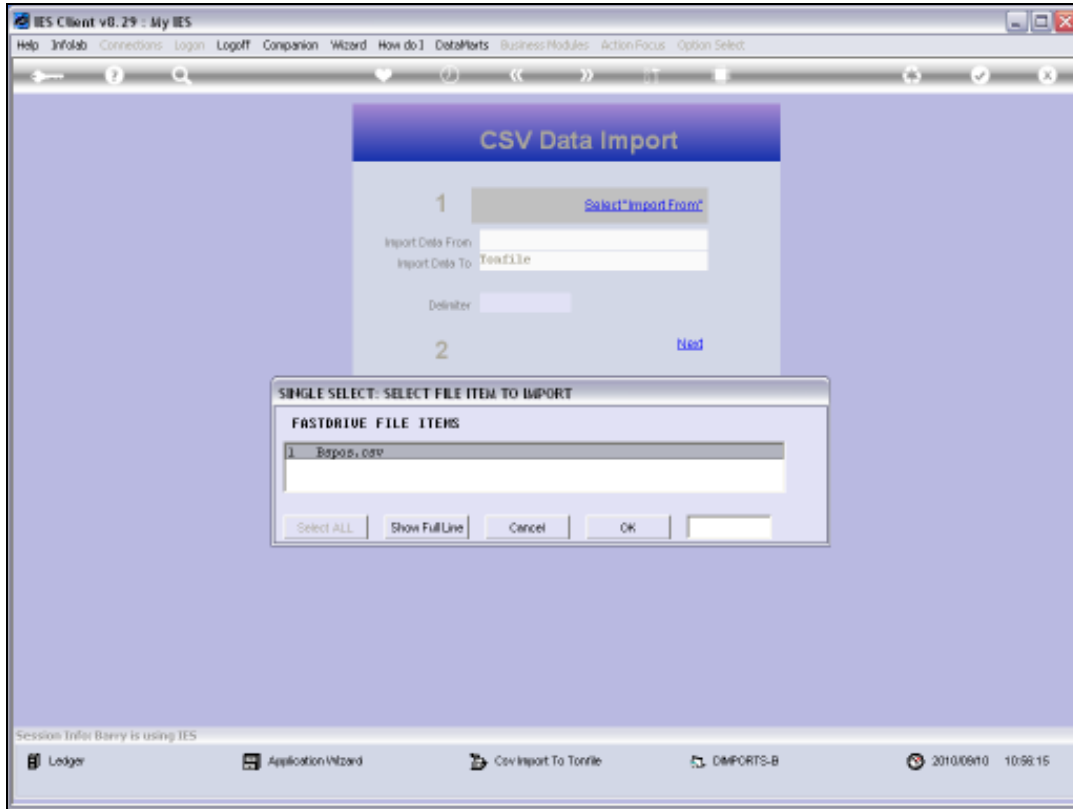 IES Client v8.29 : My IES
Help Infolab Connections Logon Logoff Companion Wizard How do I DataMarts Business Modules Action Focus Option Select
CSV Data Import
1 Select "Import From"
Import Data From
Import Data To Tonfile
Delimiter
2 Next
SINGLE SELECT: SELECT FILE ITEM TO IMPORT
FASTDRIVE FILE ITEMS
1 Bspos.csv
Select ALL Show Full Line Cancel OK
Session Info: Barry is using IES
Ledger Application Wizard Csv Import To Tonfile DIMPORTS-B 2010/09/10 10:56:15